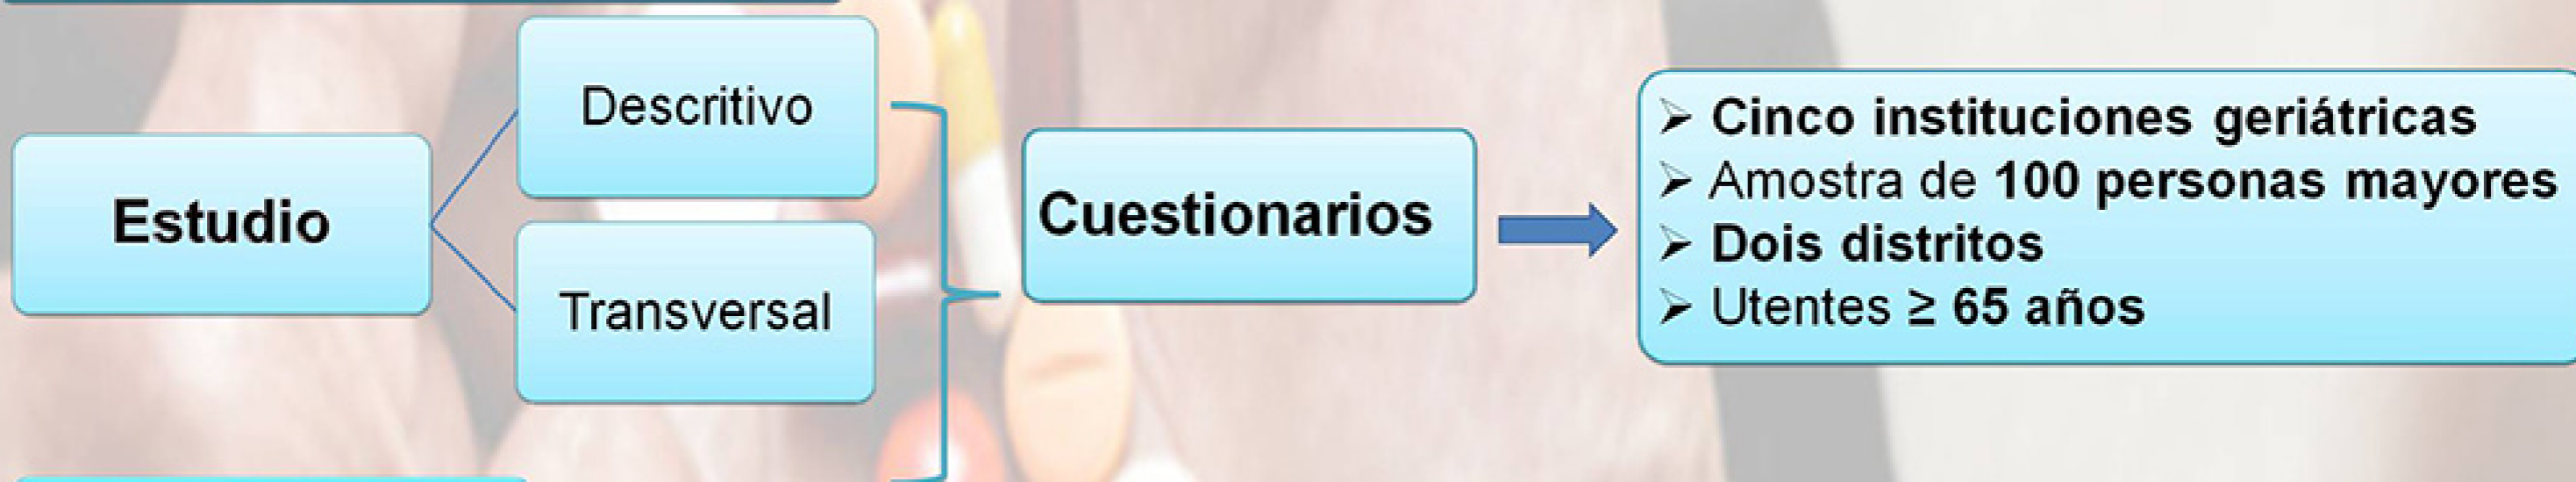 Estudio
Descritivo
Transversal
Cuestionarios
➢ Cinco instituciones geriátricas
➢ Amostra de 100 personas mayores
➢ Dois distritos
➢ Utentes ≥ 65 años